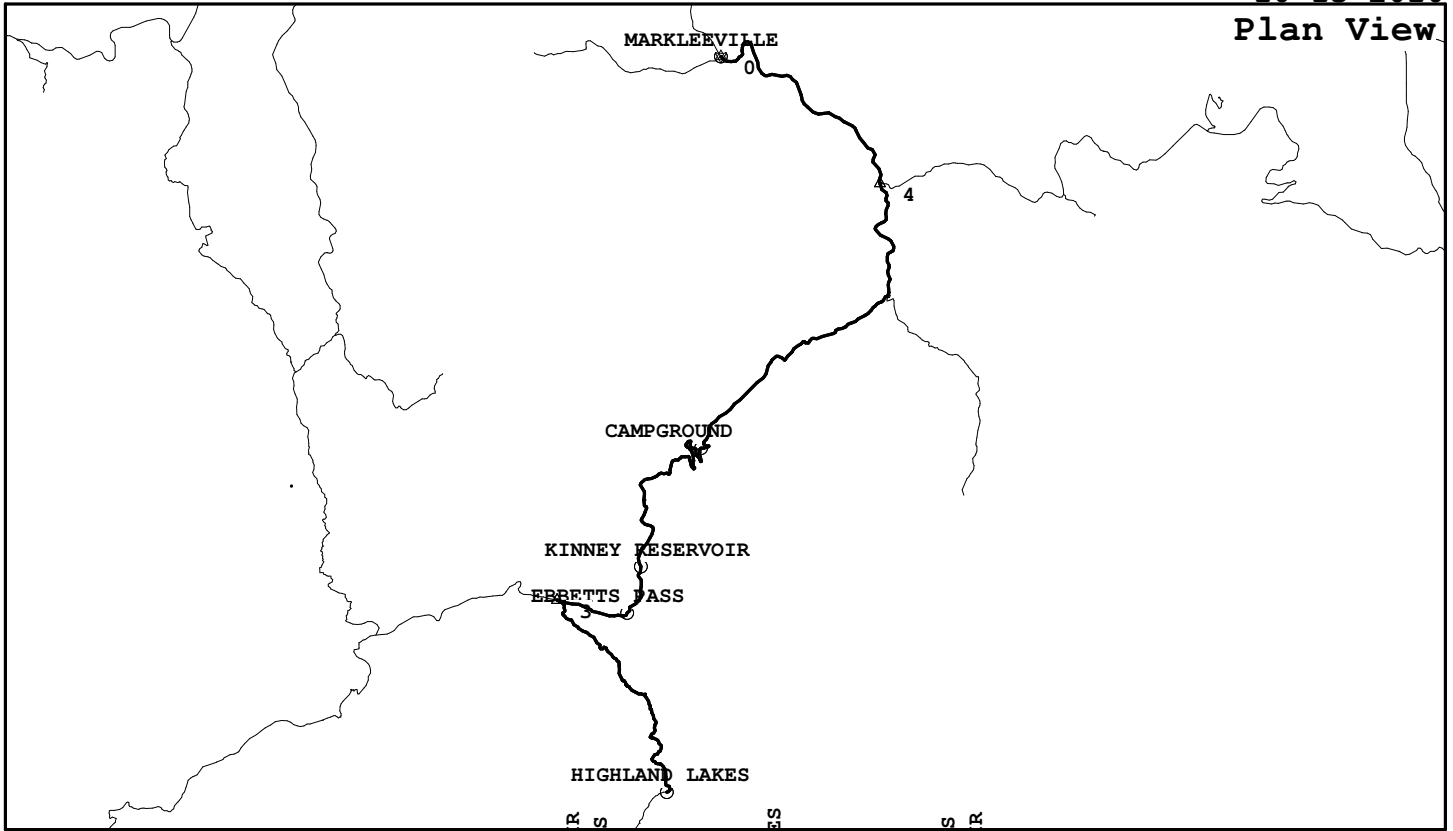 Plan View
MARKLEEVILLE
0
4
CAMPGROUND
KINNEY RESERVOIR
EBBETTS PASS
3
HIGHLAND LAKES